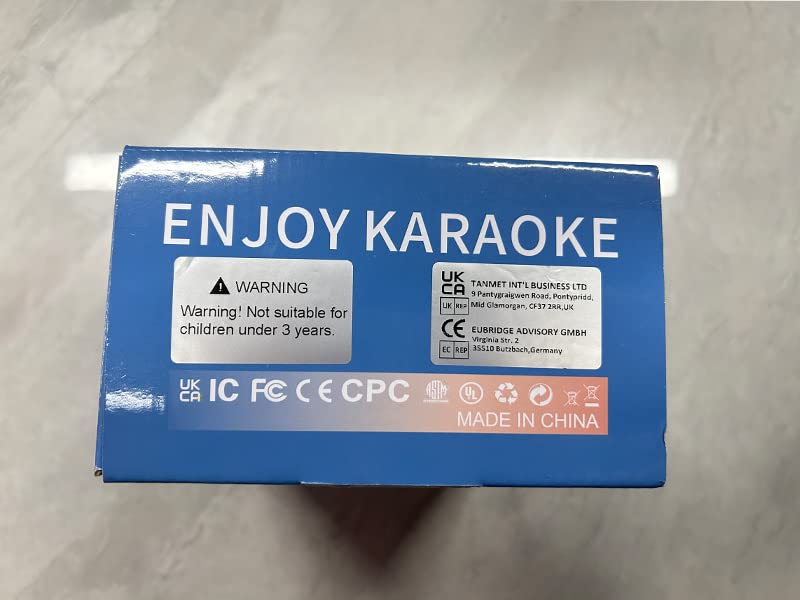 ENJOY KARAOKE
WARNING
Warning! Not suitable for
children under 3 years.
UK
CA
UK REP
TANMET INT'L BUSINESS LTD
9 Pantygraigwen Road, Pontypridd,
Mid Glamorgan, CF37 2RR,UK
CE
EC REP
EUBRIDGE ADVISORY GMBH
Virginia Str. 2
35510 Butzbach,Germany
UK
CA IC FC CE CPC ASTM UL
MADE IN CHINA